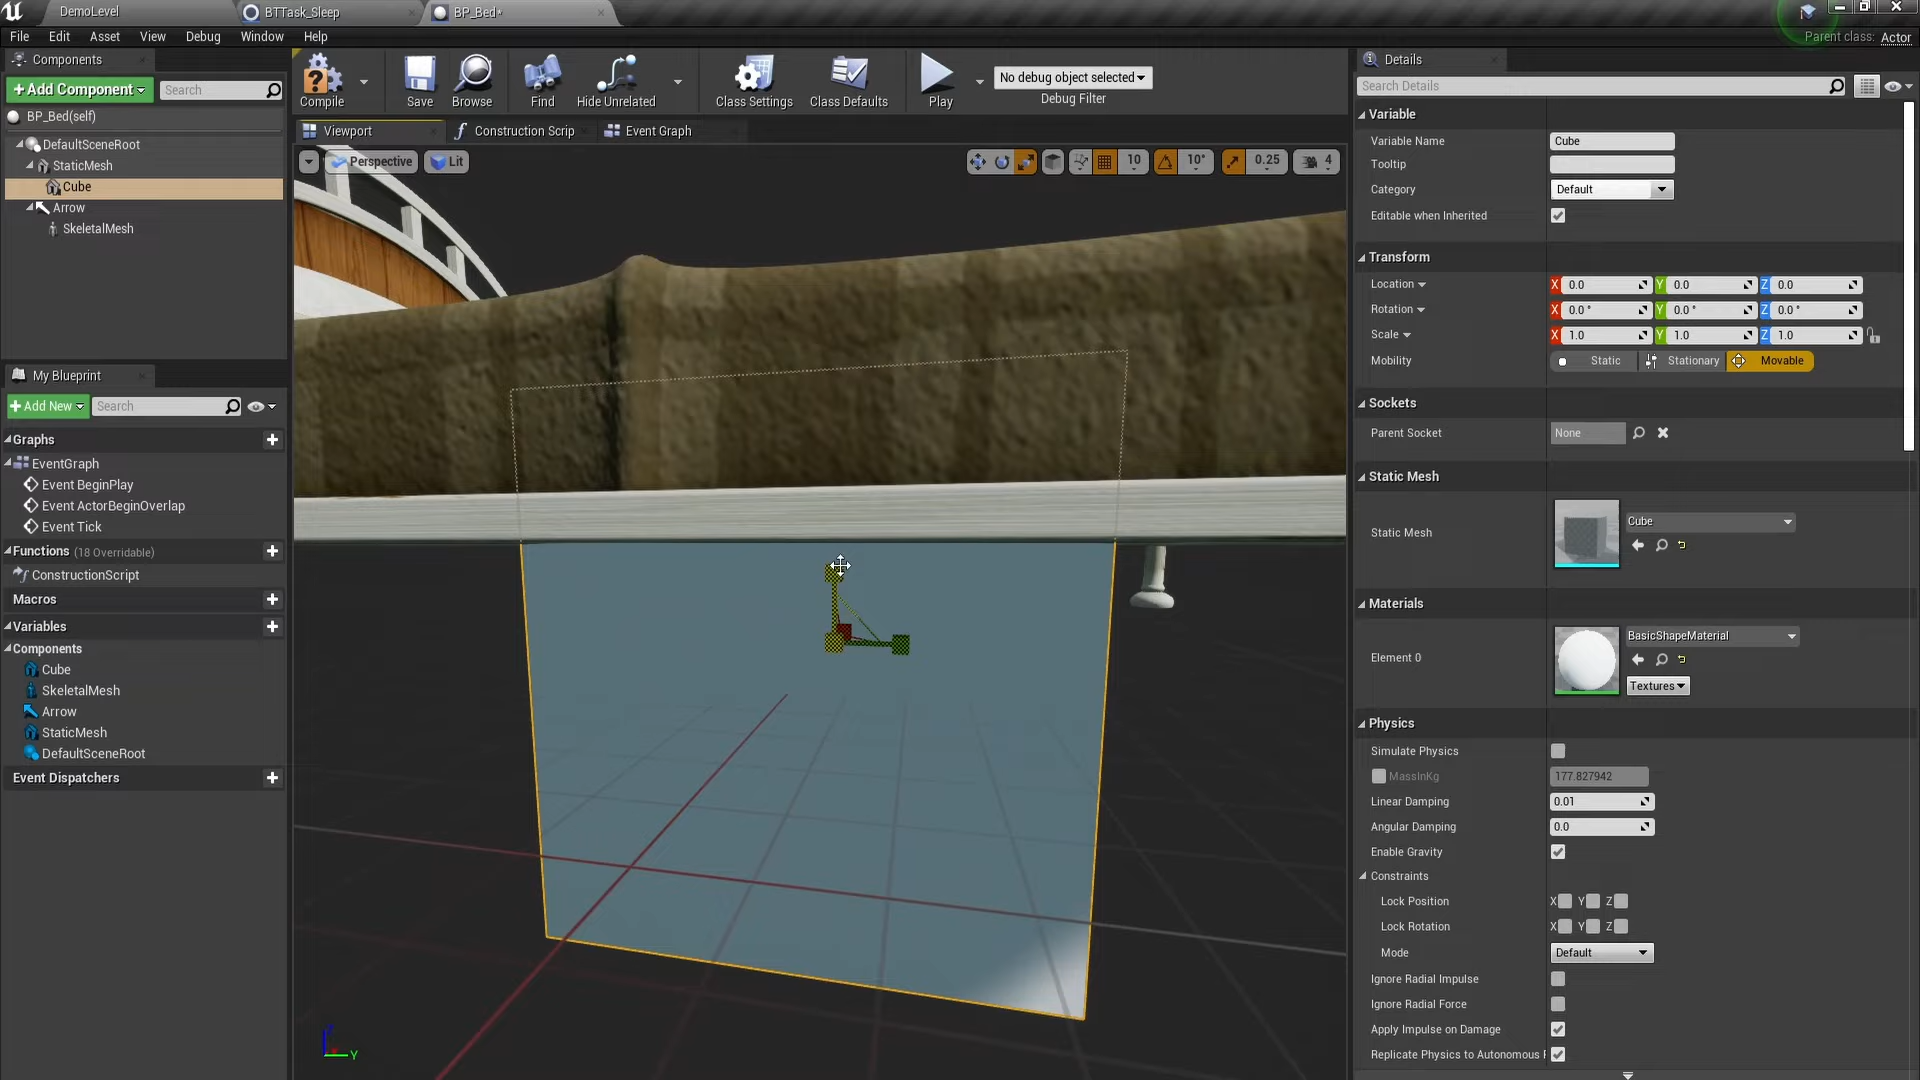 DemoLevel
BTTask_Sleep
BP_Bed*
File Edit Asset View Debug Window Help
Parent class: Actor
Components
+Add Component
Search
BP_Bed(self)
DefaultSceneRoot
StaticMesh
Cube
Arrow
SkeletalMesh
My Blueprint
+Add New
Search
Graphs
EventGraph
Event BeginPlay
Event ActorBeginOverlap
Event Tick
Functions (18 Overridable)
ConstructionScript
Macros
Variables
Components
Cube
SkeletalMesh
Arrow
StaticMesh
DefaultSceneRoot
Event Dispatchers
Compile
Save
Browse
Find
Hide Unrelated
Class Settings
Class Defaults
Play
No debug object selected
Debug Filter
Viewport
Construction Scrip
Event Graph
Perspective
Lit
10
10°
0.25
4
Y
Details
Search Details
Variable
Variable Name Cube
Tooltip
Category Default
Editable when Inherited
Transform
Location X 0.0 Y 0.0 Z 0.0
Rotation X 0.0° Y 0.0° Z 0.0°
Scale X 1.0 Y 1.0 Z 1.0
Mobility Static Stationary Movable
Sockets
Parent Socket None
Static Mesh
Static Mesh Cube
Materials
Element 0 BasicShapeMaterial
Textures
Physics
Simulate Physics
MassInKg 177.827942
Linear Damping 0.01
Angular Damping 0.0
Enable Gravity
Constraints
Lock Position X Y Z
Lock Rotation X Y Z
Mode Default
Ignore Radial Impulse
Ignore Radial Force
Apply Impulse on Damage
Replicate Physics to Autonomous